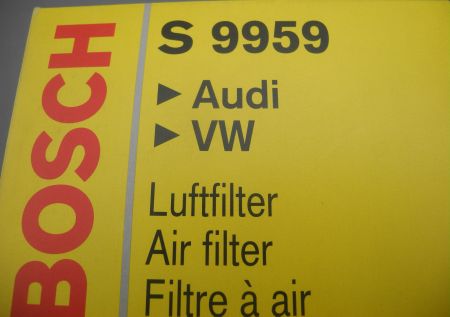 BOSCH
S 9959
► Audi
► VW
Luftfilter
Air filter
Filtre à air